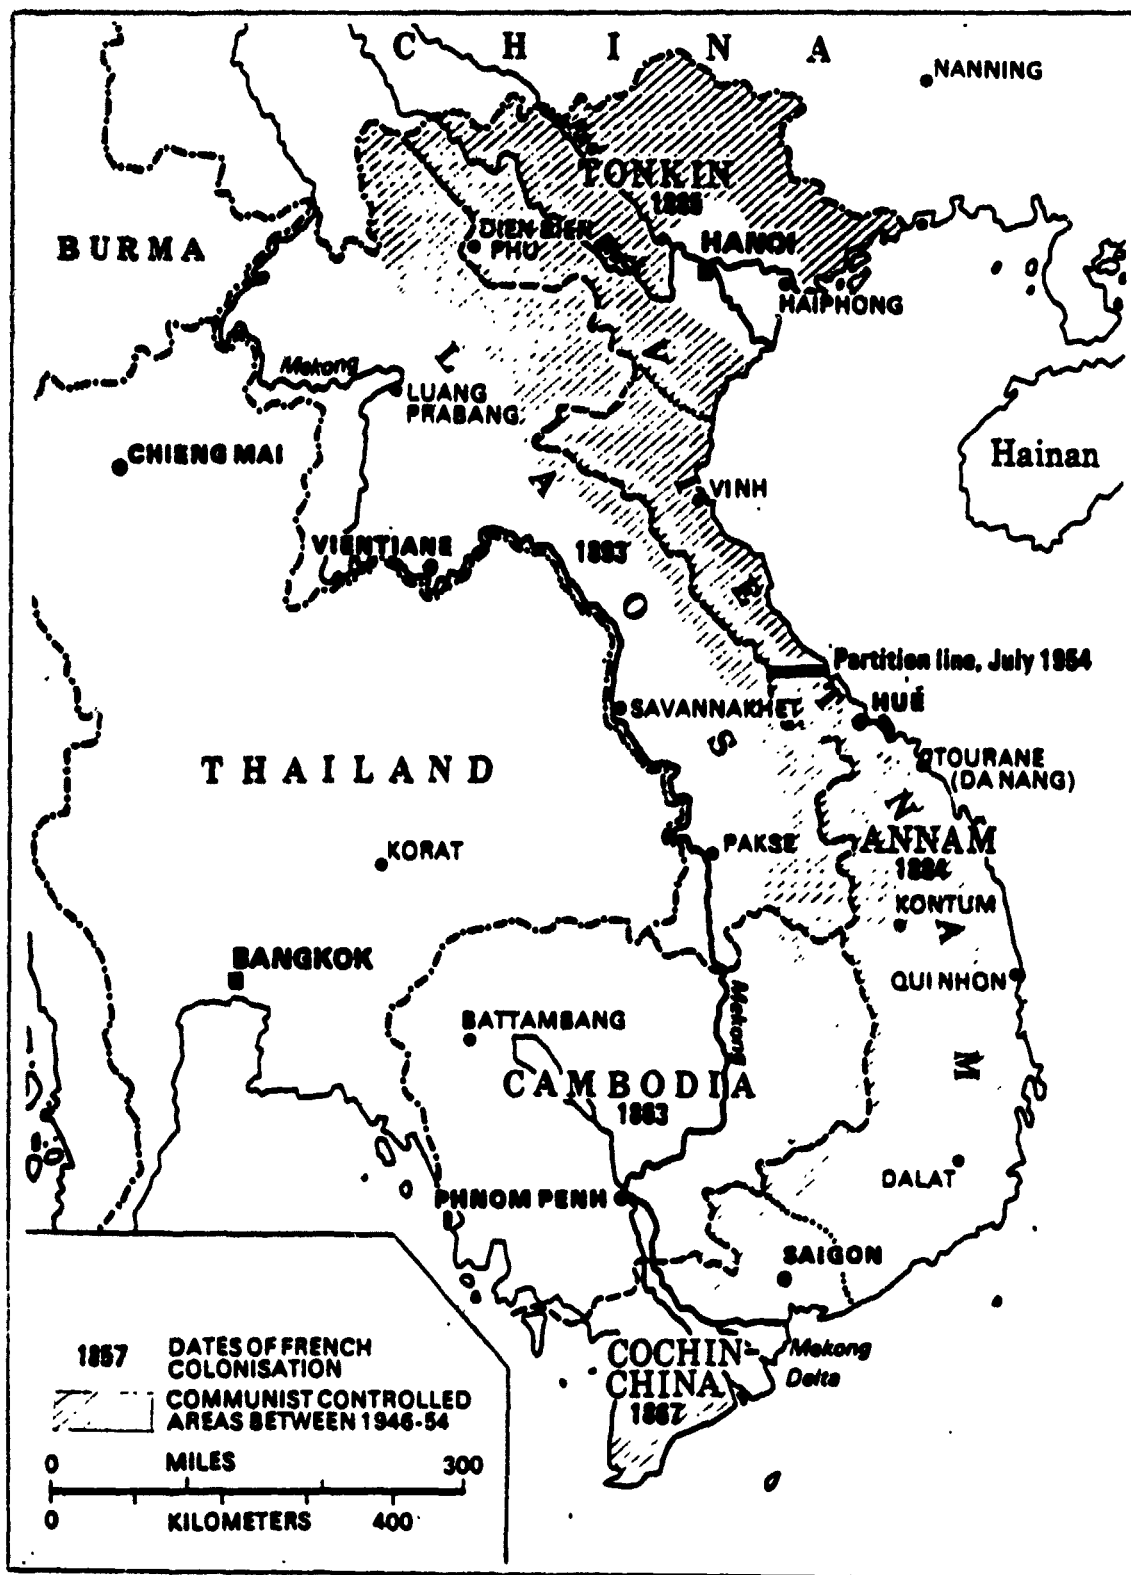 CHINA
NANNING
TONKIN
1885
BURMA
DIEN BIEN
PHU
HANOI
HAIPHONG
Mekong
LUANG
PRABANG
CHIENG MAI
Hainan
VINH
VIENTIANE
1893
LAOS
VIETNAM
Partition line, July 1954
SAVANNAKHET
HUÉ
THAILAND
TOURANE
(DA NANG)
KORAT
PAKSE
ANNAM
1884
KONTUM
BANGKOK
QUI NHON
BATTAMBANG
Mekong
CAMBODIA
1863
DALAT
PHNOM PENH
SAIGON
COCHIN-
CHINA
1867
Mekong
Delta
1857
DATES OF FRENCH
COLONISATION
COMMUNIST CONTROLLED
AREAS BETWEEN 1946-54
0 MILES 300
0 KILOMETERS 400